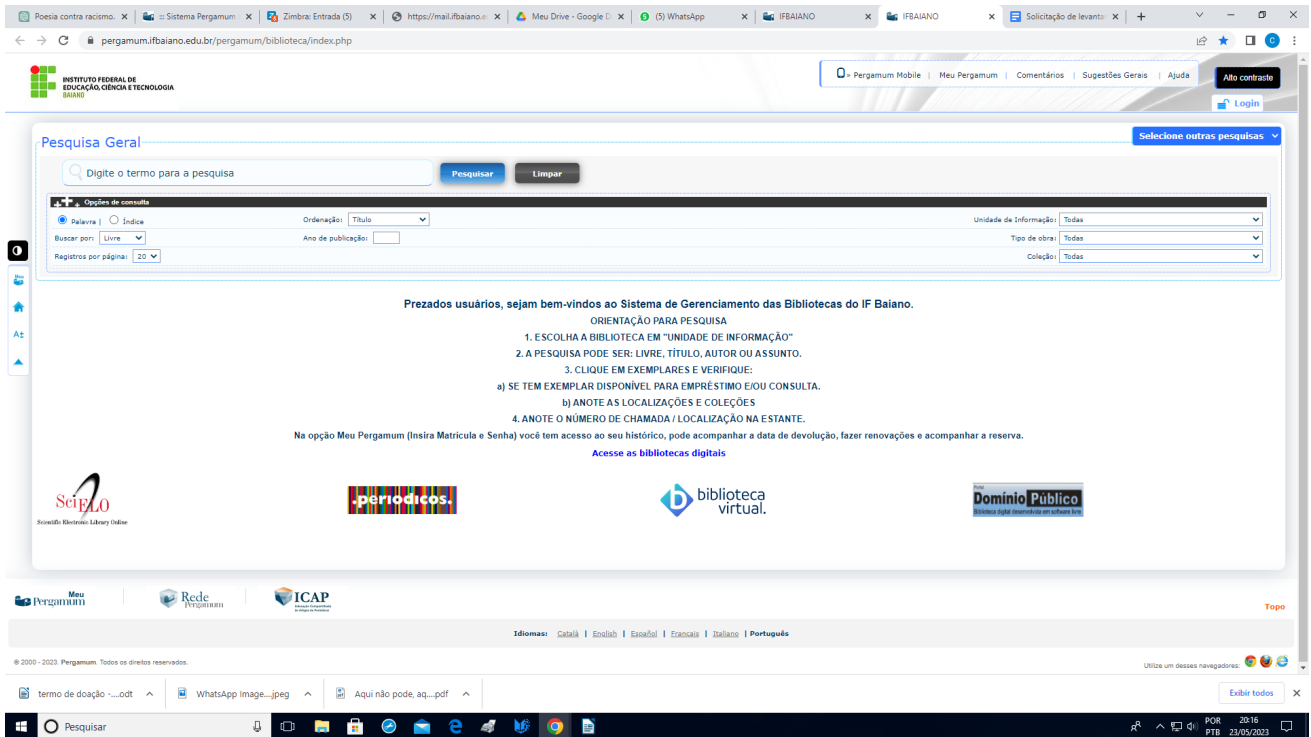 Poesia contra racismo.
:: Sistema Pergamum
Zimbra: Entrada (5)
https://mail.ifbaiano.e
Meu Drive - Google D
(5) WhatsApp
IFBAIANO
IFBAIANO
Solicitação de levanta
pergamum.ifbaiano.edu.br/pergamum/biblioteca/index.php
INSTITUTO FEDERAL DE
EDUCAÇÃO, CIÊNCIA E TECNOLOGIA
BAIANO
» Pergamum Mobile | Meu Pergamum | Comentários | Sugestões Gerais | Ajuda
Alto contraste
Login
Pesquisa Geral
Selecione outras pesquisas
Digite o termo para a pesquisa
Pesquisar
Limpar
Opções de consulta
Palavra | Índice
Ordenação: Título
Unidade de Informação: Todas
Buscar por: Livre
Ano de publicação:
Tipo de obra: Todas
Registros por página: 20
Coleção: Todas
Meu
A±
Prezados usuários, sejam bem-vindos ao Sistema de Gerenciamento das Bibliotecas do IF Baiano.
ORIENTAÇÃO PARA PESQUISA
1. ESCOLHA A BIBLIOTECA EM "UNIDADE DE INFORMAÇÃO"
2. A PESQUISA PODE SER: LIVRE, TÍTULO, AUTOR OU ASSUNTO.
3. CLIQUE EM EXEMPLARES E VERIFIQUE:
a) SE TEM EXEMPLAR DISPONÍVEL PARA EMPRÉSTIMO E/OU CONSULTA.
b) ANOTE AS LOCALIZAÇÕES E COLEÇÕES
4. ANOTE O NÚMERO DE CHAMADA / LOCALIZAÇÃO NA ESTANTE.
Na opção Meu Pergamum (Insira Matricula e Senha) você tem acesso ao seu histórico, pode acompanhar a data de devolução, fazer renovações e acompanhar a reserva.
Acesse as bibliotecas digitais
SciELO
Scientific Electronic Library Online
.periodicos.
biblioteca
virtual.
Portal
Domínio Público
Biblioteca digital desenvolvida em software livre
Meu
Pergamum
Rede
Pergamum
ICAP
Topo
Idiomas: Català | English | Español | Français | Italiano | Português
© 2000 - 2023. Pergamum. Todos os direitos reservados.
Utilize um desses navegadores:
termo de doação -....odt
WhatsApp Image....jpeg
Aqui não pode, aq....pdf
Exibir todos
Pesquisar
POR
PTB
20:16
23/05/2023